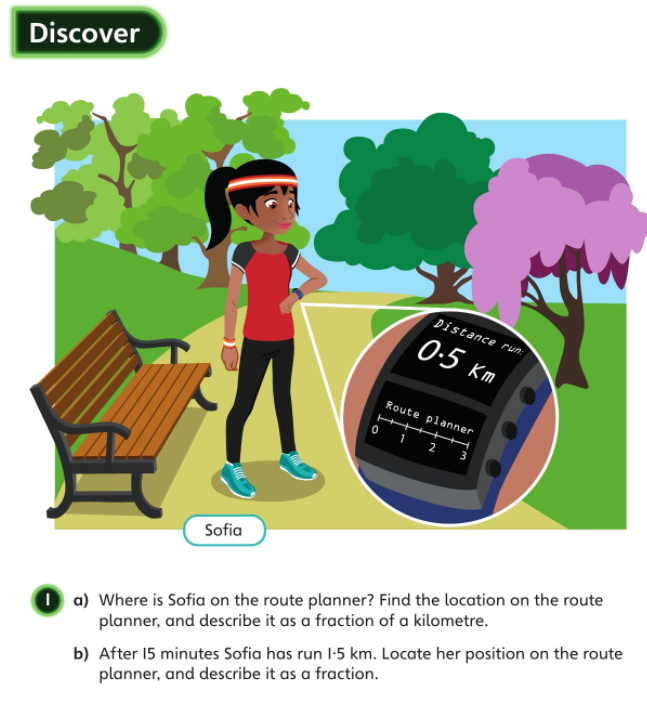 Discover
Distance run:
0·5 Km
Route planner
0 1 2 3
Sofia
1 a) Where is Sofia on the route planner? Find the location on the route
planner, and describe it as a fraction of a kilometre.
b) After 15 minutes Sofia has run 1·5 km. Locate her position on the route
planner, and describe it as a fraction.